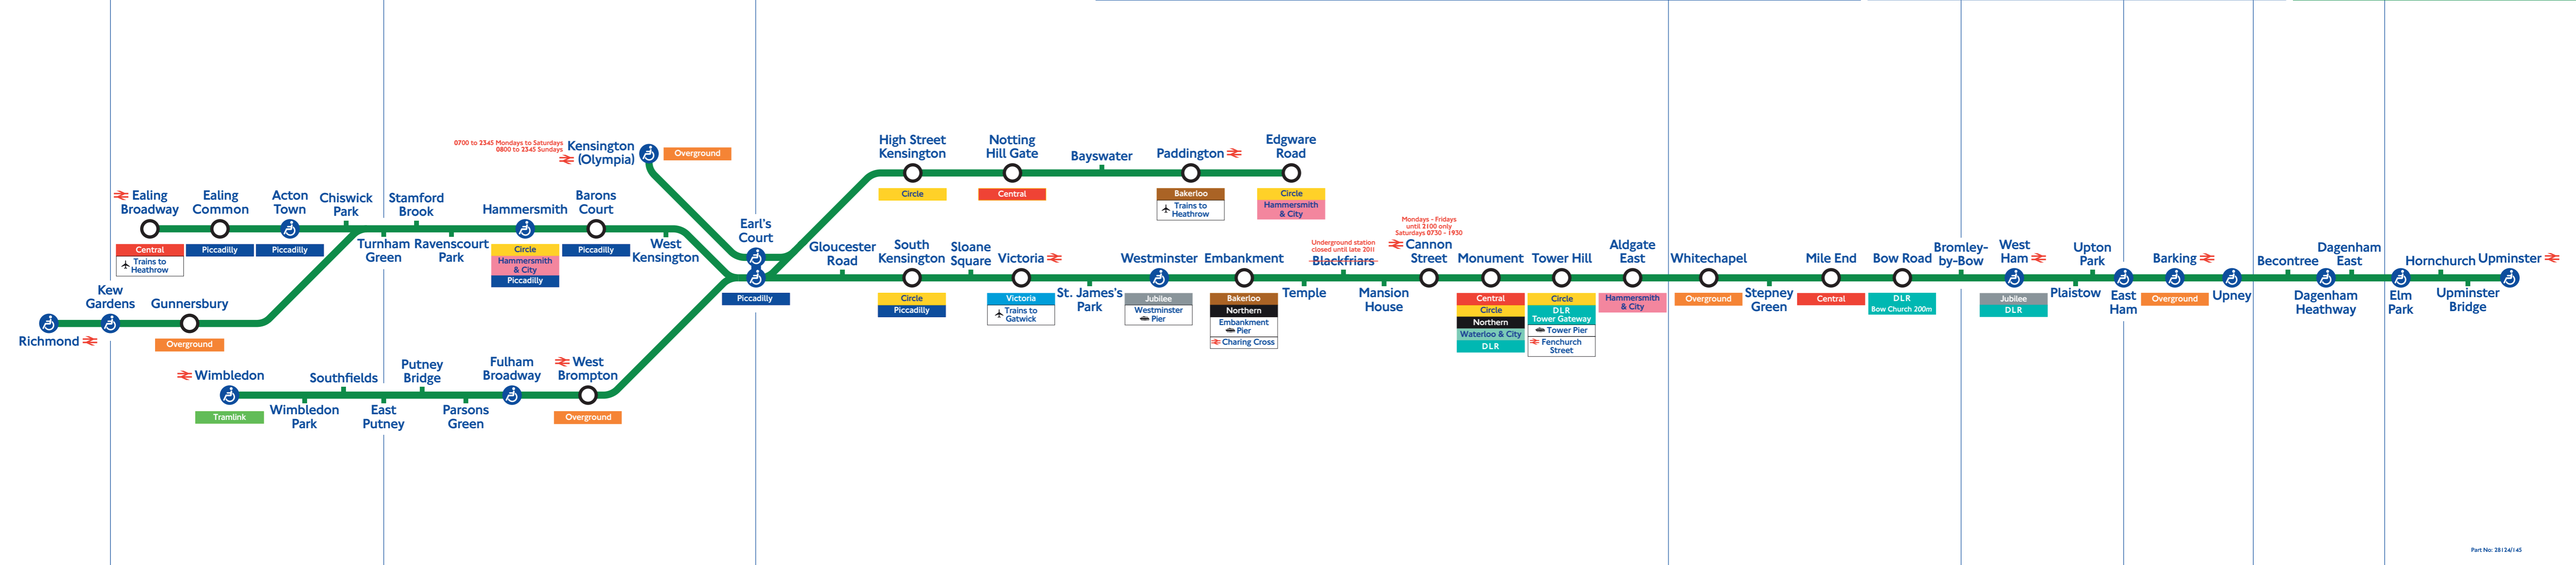 0700 to 2345 Mondays to Saturdays
0800 to 2345 Sundays
Kensington
(Olympia)
Overground
High Street
Kensington
Circle
Notting
Hill Gate
Central
Bayswater
Paddington
Bakerloo
Trains to
Heathrow
Edgware
Road
Circle
Hammersmith
& City
Ealing
Broadway
Central
Trains to
Heathrow
Ealing
Common
Piccadilly
Acton
Town
Piccadilly
Chiswick
Park
Turnham
Green
Stamford
Brook
Ravenscourt
Park
Hammersmith
Circle
Hammersmith
& City
Piccadilly
Barons
Court
Piccadilly
West
Kensington
Earl's
Court
Piccadilly
Richmond
Kew
Gardens
Gunnersbury
Overground
Wimbledon
Tramlink
Wimbledon
Park
Southfields
East
Putney
Putney
Bridge
Parsons
Green
Fulham
Broadway
West
Brompton
Overground
Gloucester
Road
South
Kensington
Circle
Piccadilly
Sloane
Square
Victoria
Victoria
Trains to
Gatwick
St. James's
Park
Westminster
Jubilee
Westminster
Pier
Embankment
Bakerloo
Northern
Embankment
Pier
Charing Cross
Temple
Underground station
closed until late 2011
Blackfriars
Mansion
House
Mondays - Fridays
until 2100 only
Saturdays 0730 - 1930
Cannon
Street
Monument
Central
Circle
Northern
Waterloo & City
DLR
Tower Hill
Circle
DLR
Tower Gateway
Tower Pier
Fenchurch
Street
Aldgate
East
Hammersmith
& City
Whitechapel
Overground
Stepney
Green
Mile End
Central
Bow Road
DLR
Bow Church 200m
Bromley-
by-Bow
West
Ham
Jubilee
DLR
Plaistow
Upton
Park
East
Ham
Barking
Overground
Upney
Becontree
Dagenham
Heathway
Dagenham
East
Elm
Park
Hornchurch
Upminster
Bridge
Upminster
Part No: 28124/145